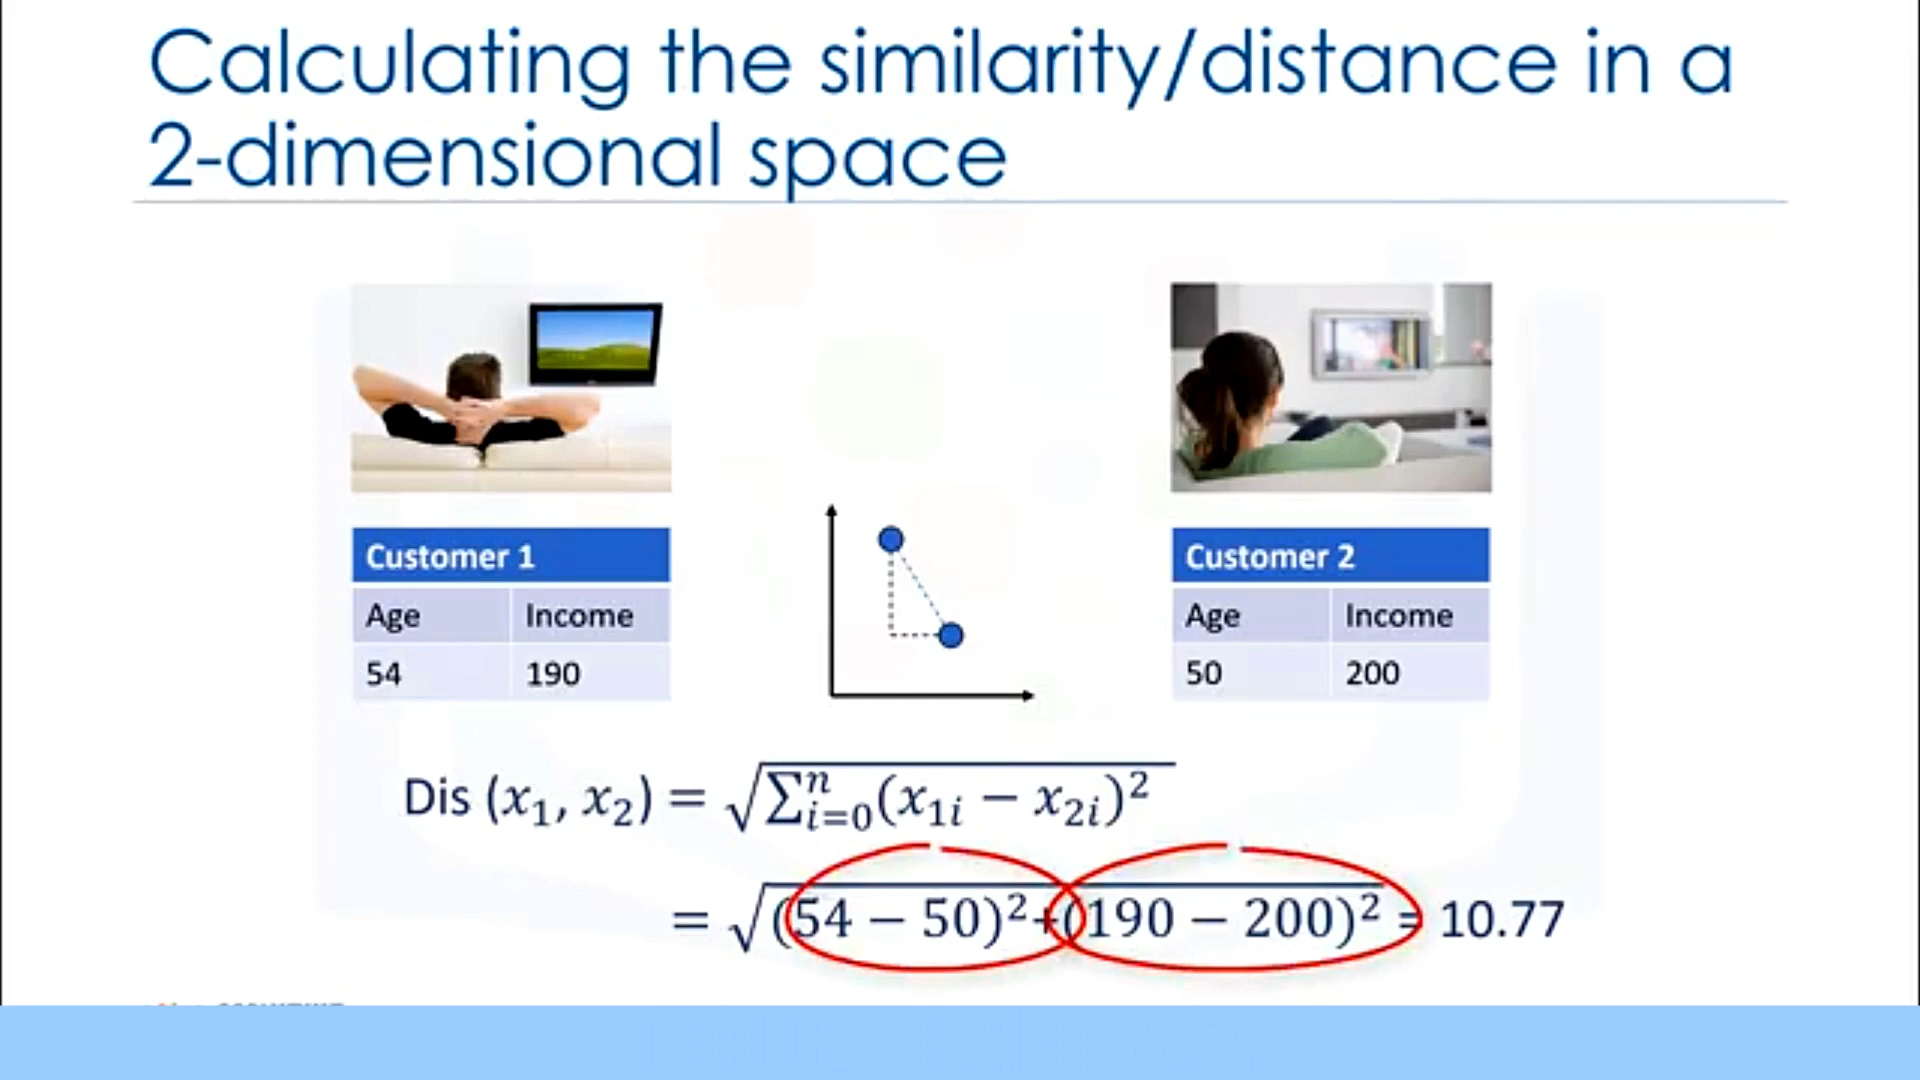 Calculating the similarity/distance in a
2-dimensional space
Customer 1
Age Income
54 190
Customer 2
Age Income
50 200
Dis (x₁, x₂) = √∑ⁿᵢ₌₀(x₁ᵢ − x₂ᵢ)²
= √(54 − 50)²+(190 − 200)² = 10.77